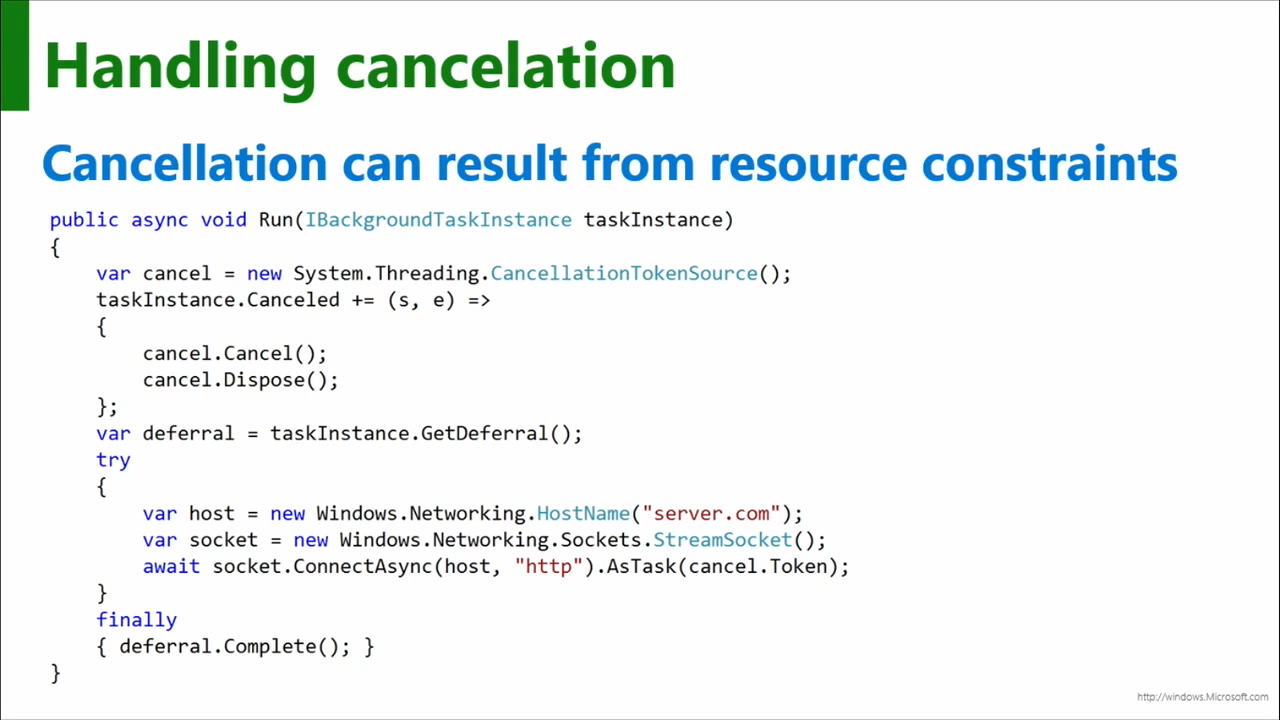 Handling cancelation
Cancellation can result from resource constraints
public async void Run(IBackgroundTaskInstance taskInstance)
{
    var cancel = new System.Threading.CancellationTokenSource();
    taskInstance.Canceled += (s, e) =>
    {
        cancel.Cancel();
        cancel.Dispose();
    };
    var deferral = taskInstance.GetDeferral();
    try
    {
        var host = new Windows.Networking.HostName("server.com");
        var socket = new Windows.Networking.Sockets.StreamSocket();
        await socket.ConnectAsync(host, "http").AsTask(cancel.Token);
    }
    finally
    { deferral.Complete(); }
}
http://windows.Microsoft.com